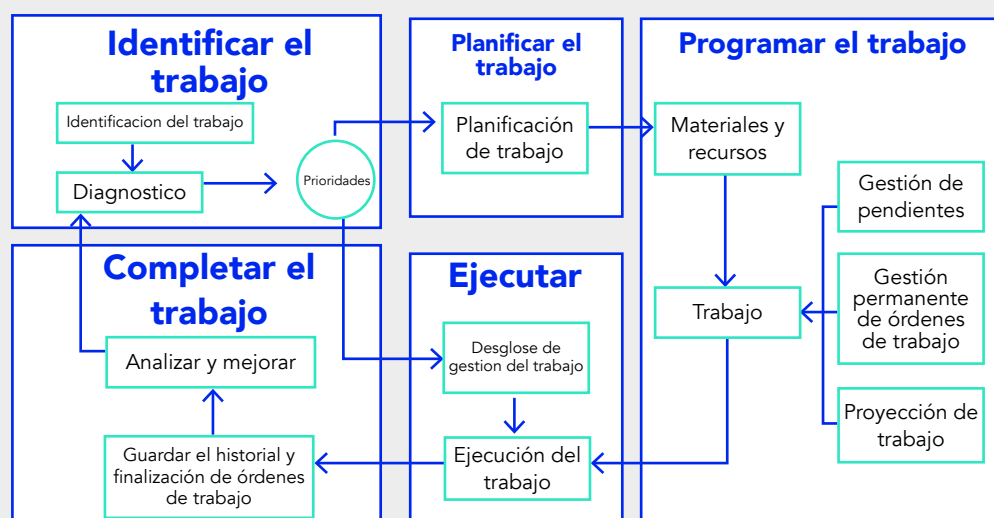 Identificar el
trabajo
Identificacion del trabajo
Diagnostico
Prioridades
Planificar el
trabajo
Planificación
de trabajo
Programar el trabajo
Materiales y
recursos
Trabajo
Gestión de
pendientes
Gestión
permanente
de órdenes
de trabajo
Proyección de
trabajo
Completar el
trabajo
Analizar y mejorar
Guardar el historial y
finalización de órdenes
de trabajo
Ejecutar
Desglose de
gestion del trabajo
Ejecución del
trabajo